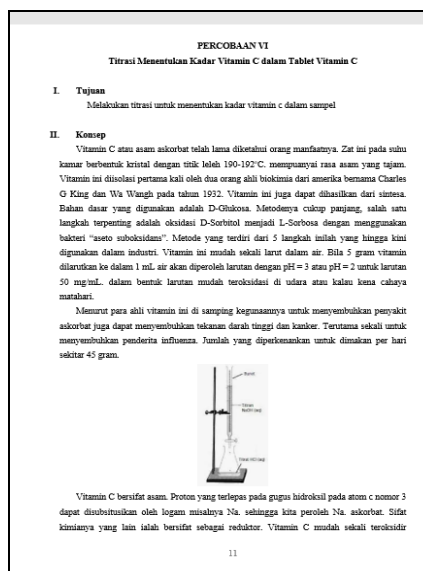 PERCOBAAN VI
Titrasi Menentukan Kadar Vitamin C dalam Tablet Vitamin C
I. Tujuan
Melakukan titrasi untuk menentukan kadar vitamin c dalam sampel
II. Konsep
Vitamin C atau asam askorbat telah lama diketahui orang manfaatnya. Zat ini pada suhu
kamar berbentuk kristal dengan titik leleh 190-192°C. mempunyai rasa asam yang tajam.
Vitamin ini diisolasi pertama kali oleh dua orang ahli biokimia dari amerika bernama Charles
G King dan Wa Wangh pada tahun 1932. Vitamin ini juga dapat dihasilkan dari sintesa.
Bahan dasar yang digunakan adalah D-Glukosa. Metodenya cukup panjang, salah satu
langkah terpenting adalah oksidasi D-Sorbitol menjadi L-Sorbosa dengan menggunakan
bakteri "aseto suboksidans". Metode yang terdiri dari 5 langkah inilah yang hingga kini
digunakan dalam industri. Vitamin ini mudah sekali larut dalam air. Bila 5 gram vitamin
dilarutkan ke dalam 1 mL air akan diperoleh larutan dengan pH = 3 atau pH = 2 untuk larutan
50 mg/mL. dalam bentuk larutan mudah teroksidasi di udara atau kalau kena cahaya
matahari.
Menurut para ahli vitamin ini di samping kegunaannya untuk menyembuhkan penyakit
askorbat juga dapat menyembuhkan tekanan darah tinggi dan kanker. Terutama sekali untuk
menyembuhkan penderita influenza. Jumlah yang diperkenankan untuk dimakan per hari
sekitar 45 gram.
Buret
Vitamin C bersifat asam. Proton yang terlepas pada gugus hidroksil pada atom c nomor 3
dapat disubsitusikan oleh logam misalnya Na. sehingga kita peroleh Na. askorbat. Sifat
kimianya yang lain ialah bersifat sebagai reduktor. Vitamin C mudah sekali teroksidir
11